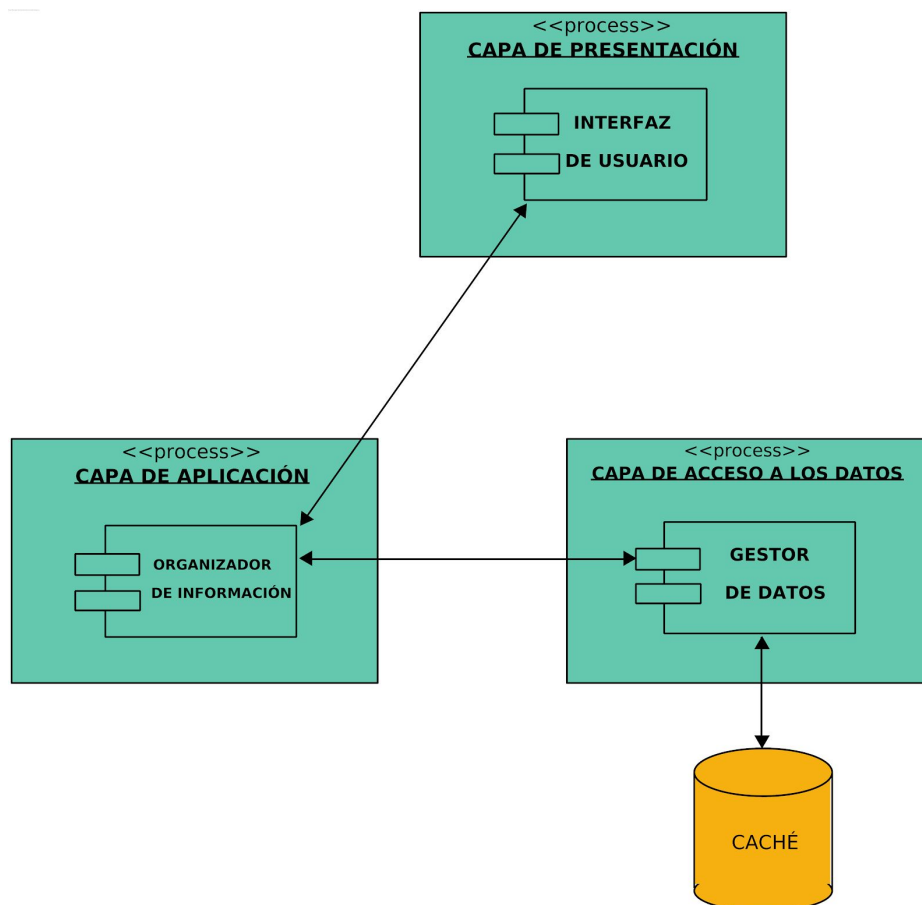 <<process>>
CAPA DE PRESENTACIÓN
INTERFAZ
DE USUARIO
<<process>>
CAPA DE APLICACIÓN
ORGANIZADOR
DE INFORMACIÓN
<<process>>
CAPA DE ACCESO A LOS DATOS
GESTOR
DE DATOS
CACHÉ